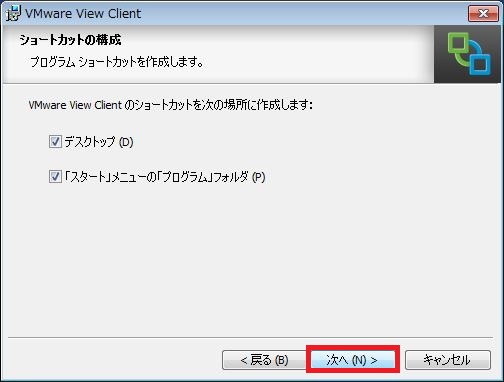 VMware View Client
ショートカットの構成
プログラム ショートカットを作成します。
VMware View Client のショートカットを次の場所に作成します:
デスクトップ (D)
「スタート」メニューの「プログラム」フォルダ (P)
< 戻る (B)
次へ (N) >
キャンセル